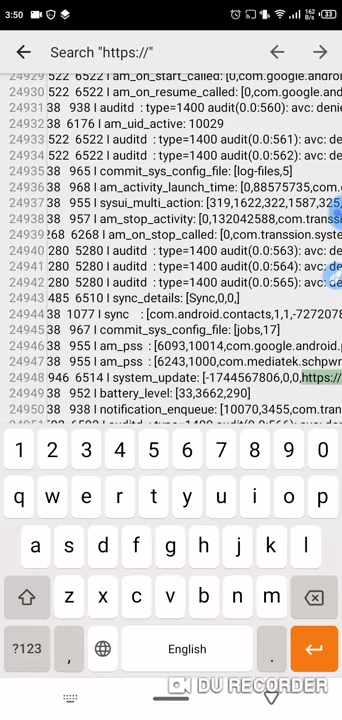 3:50 162 B/S 33
Search "https://"
24929 522 6522 I am_on_start_called: [0,com.google.androi
24930 522 6522 I am_on_resume_called: [0,com.google.
24931 38 938 I auditd : type=1400 audit(0.0:560): avc: denie
24932 38 6176 I am_uid_active: 10029
24933 522 6522 I auditd : type=1400 audit(0.0:561): avc: d
24934 522 6522 I auditd : type=1400 audit(0.0:562): avc: d
24935 38 965 I commit_sys_config_file: [log-files,5]
24936 38 968 I am_activity_launch_time: [0,88575735,com.
24937 38 955 I sysui_multi_action: [319,1622,322,1587,325,
24938 38 957 I am_stop_activity: [0,132042588,com.transs
24939 268 6268 I am_on_stop_called: [0,com.transsion.syste
24940 280 5280 I auditd : type=1400 audit(0.0:563): avc: d
24941 280 5280 I auditd : type=1400 audit(0.0:564): avc: d
24942 280 5280 I auditd : type=1400 audit(0.0:565): avc: de
24943 485 6510 I sync_details: [Sync,0,0,]
24944 38 1077 I sync : [com.android.contacts,1,1,-7272078
24945 38 967 I commit_sys_config_file: [jobs,17]
24946 38 955 I am_pss : [6093,10014,com.google.android.p
24947 38 955 I am_pss : [6243,1000,com.mediatek.schpwr
24948 946 6514 I system_update: [-1744567806,0,0,https://
24949 38 952 I battery_level: [33,3662,290]
24950 38 938 I notification_enqueue: [10070,3455,com.tran
1 2 3 4 5 6 7 8 9 0
q w e r t y u i o p
a s d f g h j k l
z x c v b n m
?123 , English .
DU RECORDER